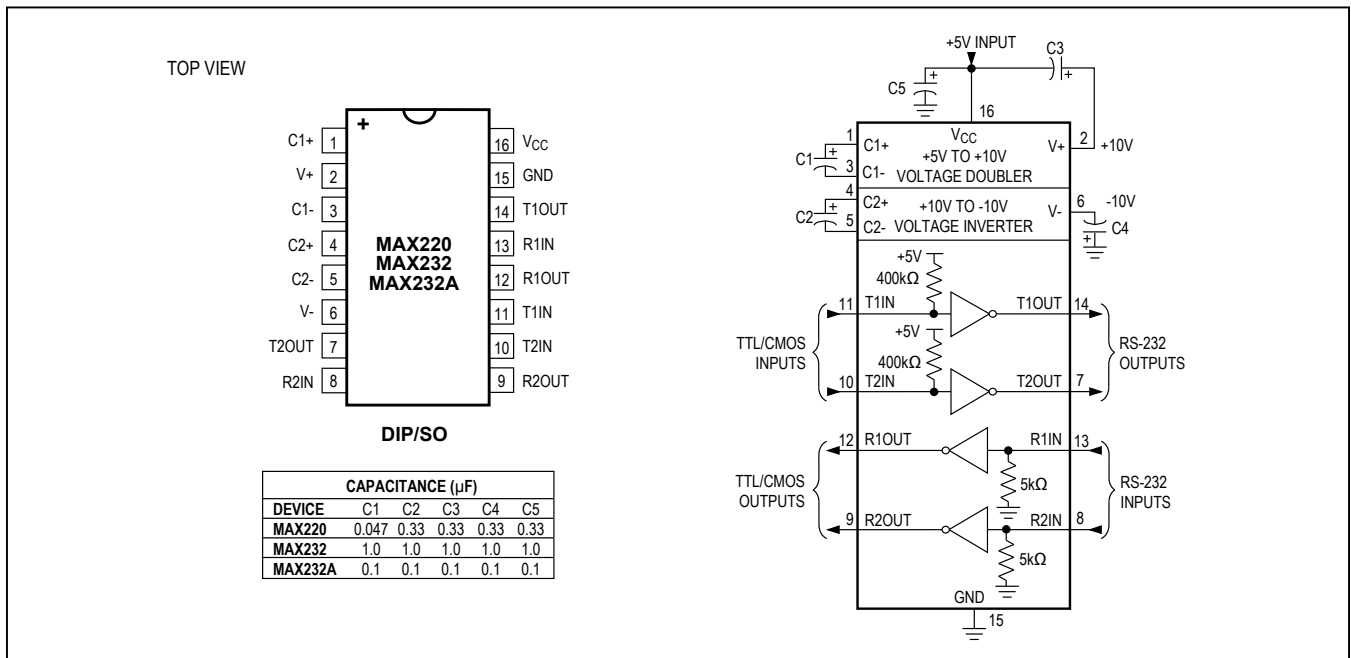 TOP VIEW
+
C1+ 1
V+ 2
C1- 3
C2+ 4
C2- 5
V- 6
T2OUT 7
R2IN 8
16 VCC
15 GND
14 T1OUT
13 R1IN
12 R1OUT
11 T1IN
10 T2IN
9 R2OUT
MAX220
MAX232
MAX232A
DIP/SO
CAPACITANCE (µF)
DEVICE C1 C2 C3 C4 C5
MAX220 0.047 0.33 0.33 0.33 0.33
MAX232 1.0 1.0 1.0 1.0 1.0
MAX232A 0.1 0.1 0.1 0.1 0.1
+5V INPUT
C3
+
C5
+
16
VCC
1
C1+
C1
+
3
C1-
+5V TO +10V
VOLTAGE DOUBLER
V+
2
+10V
4
C2+
C2
+
5
C2-
+10V TO -10V
VOLTAGE INVERTER
V-
6
-10V
C4
+
+5V
400kΩ
11 T1IN
T1OUT 14
+5V
400kΩ
10 T2IN
T2OUT 7
TTL/CMOS
INPUTS
RS-232
OUTPUTS
12 R1OUT
R1IN 13
5kΩ
9 R2OUT
R2IN 8
5kΩ
TTL/CMOS
OUTPUTS
RS-232
INPUTS
GND
15